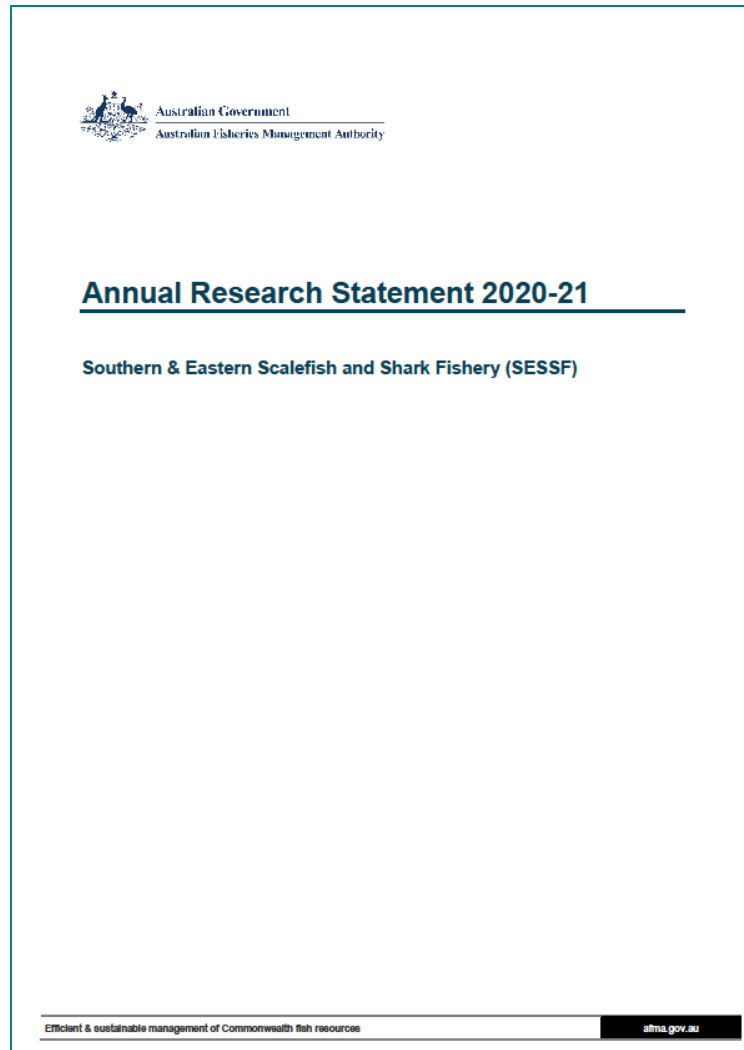 Australian Government
Australian Fisheries Management Authority
Annual Research Statement 2020-21
Southern & Eastern Scalefish and Shark Fishery (SESSF)
Efficient & sustainable management of Commonwealth fish resources
afma.gov.au